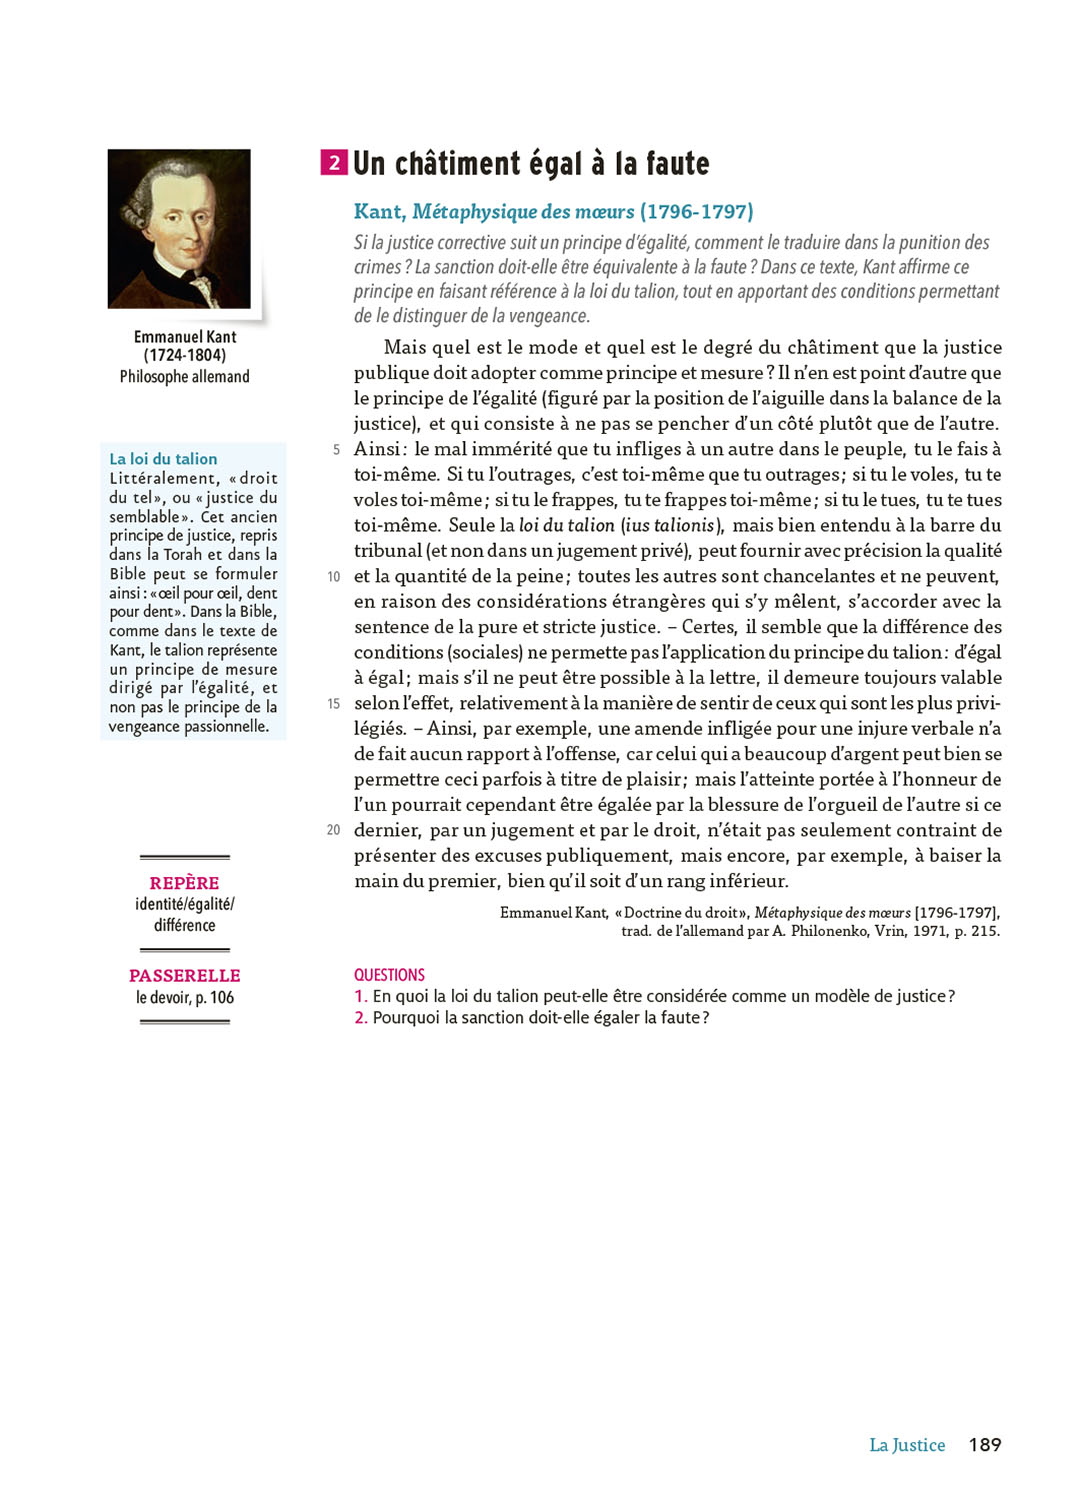 2 Un châtiment égal à la faute
Kant, Métaphysique des mœurs (1796-1797)
Si la justice corrective suit un principe d’égalité, comment le traduire dans la punition des
crimes ? La sanction doit-elle être équivalente à la faute ? Dans ce texte, Kant affirme ce
principe en faisant référence à la loi du talion, tout en apportant des conditions permettant
de le distinguer de la vengeance.
Emmanuel Kant
(1724-1804)
Philosophe allemand
Mais quel est le mode et quel est le degré du châtiment que la justice
publique doit adopter comme principe et mesure ? Il n’en est point d’autre que
le principe de l’égalité (figuré par la position de l’aiguille dans la balance de la
justice), et qui consiste à ne pas se pencher d’un côté plutôt que de l’autre.
5 Ainsi : le mal immérité que tu infliges à un autre dans le peuple, tu le fais à
toi-même. Si tu l’outrages, c’est toi-même que tu outrages ; si tu le voles, tu te
voles toi-même ; si tu le frappes, tu te frappes toi-même ; si tu le tues, tu te tues
toi-même. Seule la loi du talion (ius talionis), mais bien entendu à la barre du
tribunal (et non dans un jugement privé), peut fournir avec précision la qualité
10 et la quantité de la peine ; toutes les autres sont chancelantes et ne peuvent,
en raison des considérations étrangères qui s’y mêlent, s’accorder avec la
sentence de la pure et stricte justice. – Certes, il semble que la différence des
conditions (sociales) ne permette pas l’application du principe du talion : d’égal
à égal ; mais s’il ne peut être possible à la lettre, il demeure toujours valable
15 selon l’effet, relativement à la manière de sentir de ceux qui sont les plus privi-
légiés. – Ainsi, par exemple, une amende infligée pour une injure verbale n’a
de fait aucun rapport à l’offense, car celui qui a beaucoup d’argent peut bien se
permettre ceci parfois à titre de plaisir ; mais l’atteinte portée à l’honneur de
l’un pourrait cependant être égalée par la blessure de l’orgueil de l’autre si ce
20 dernier, par un jugement et par le droit, n’était pas seulement contraint de
présenter des excuses publiquement, mais encore, par exemple, à baiser la
main du premier, bien qu’il soit d’un rang inférieur.
Emmanuel Kant, « Doctrine du droit », Métaphysique des mœurs [1796-1797],
trad. de l’allemand par A. Philonenko, Vrin, 1971, p. 215.
La loi du talion
Littéralement, « droit
du tel », ou « justice du
semblable ». Cet ancien
principe de justice, repris
dans la Torah et dans la
Bible peut se formuler
ainsi : « œil pour œil, dent
pour dent ». Dans la Bible,
comme dans le texte de
Kant, le talion représente
un principe de mesure
dirigé par l’égalité, et
non pas le principe de la
vengeance passionnelle.
REPÈRE
identité/égalité/
différence
PASSERELLE
le devoir, p. 106
QUESTIONS
1. En quoi la loi du talion peut-elle être considérée comme un modèle de justice ?
2. Pourquoi la sanction doit-elle égaler la faute ?
La Justice 189